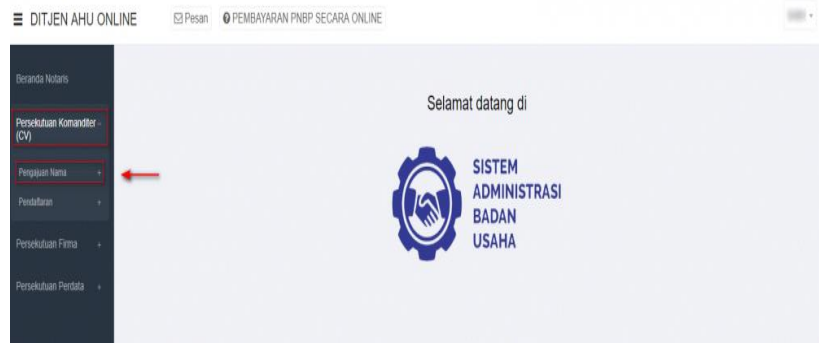 DITJEN AHU ONLINE
Pesan
PEMBAYARAN PNBP SECARA ONLINE
Beranda Notaris
Persekutuan Komanditer -
(CV)
Pengajuan Nama +
Pendaftaran +
Persekutuan Firma +
Persekutuan Perdata +
Selamat datang di
SISTEM
ADMINISTRASI
BADAN
USAHA